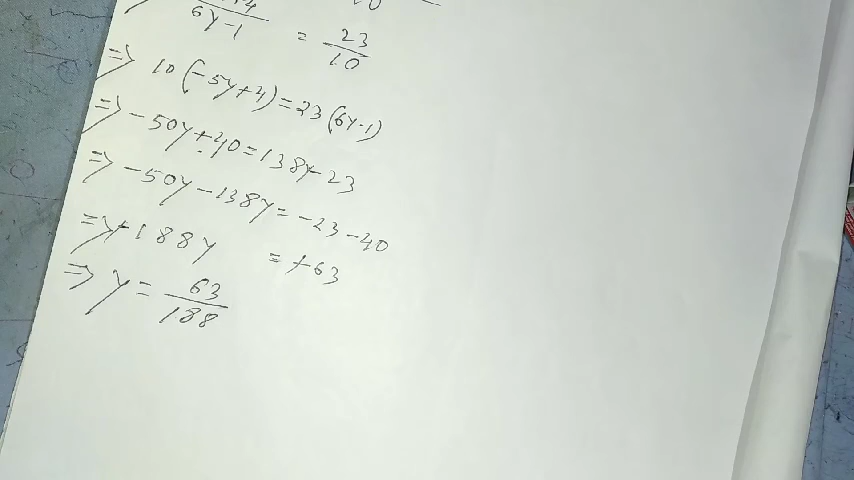 6y-1 = 23/10
=> 10(-5y+4)=23(6y-1)
=> -50y+40=138y-23
=> -50y-138y=-23-40
=> -188y = -63
=> y = 63/188